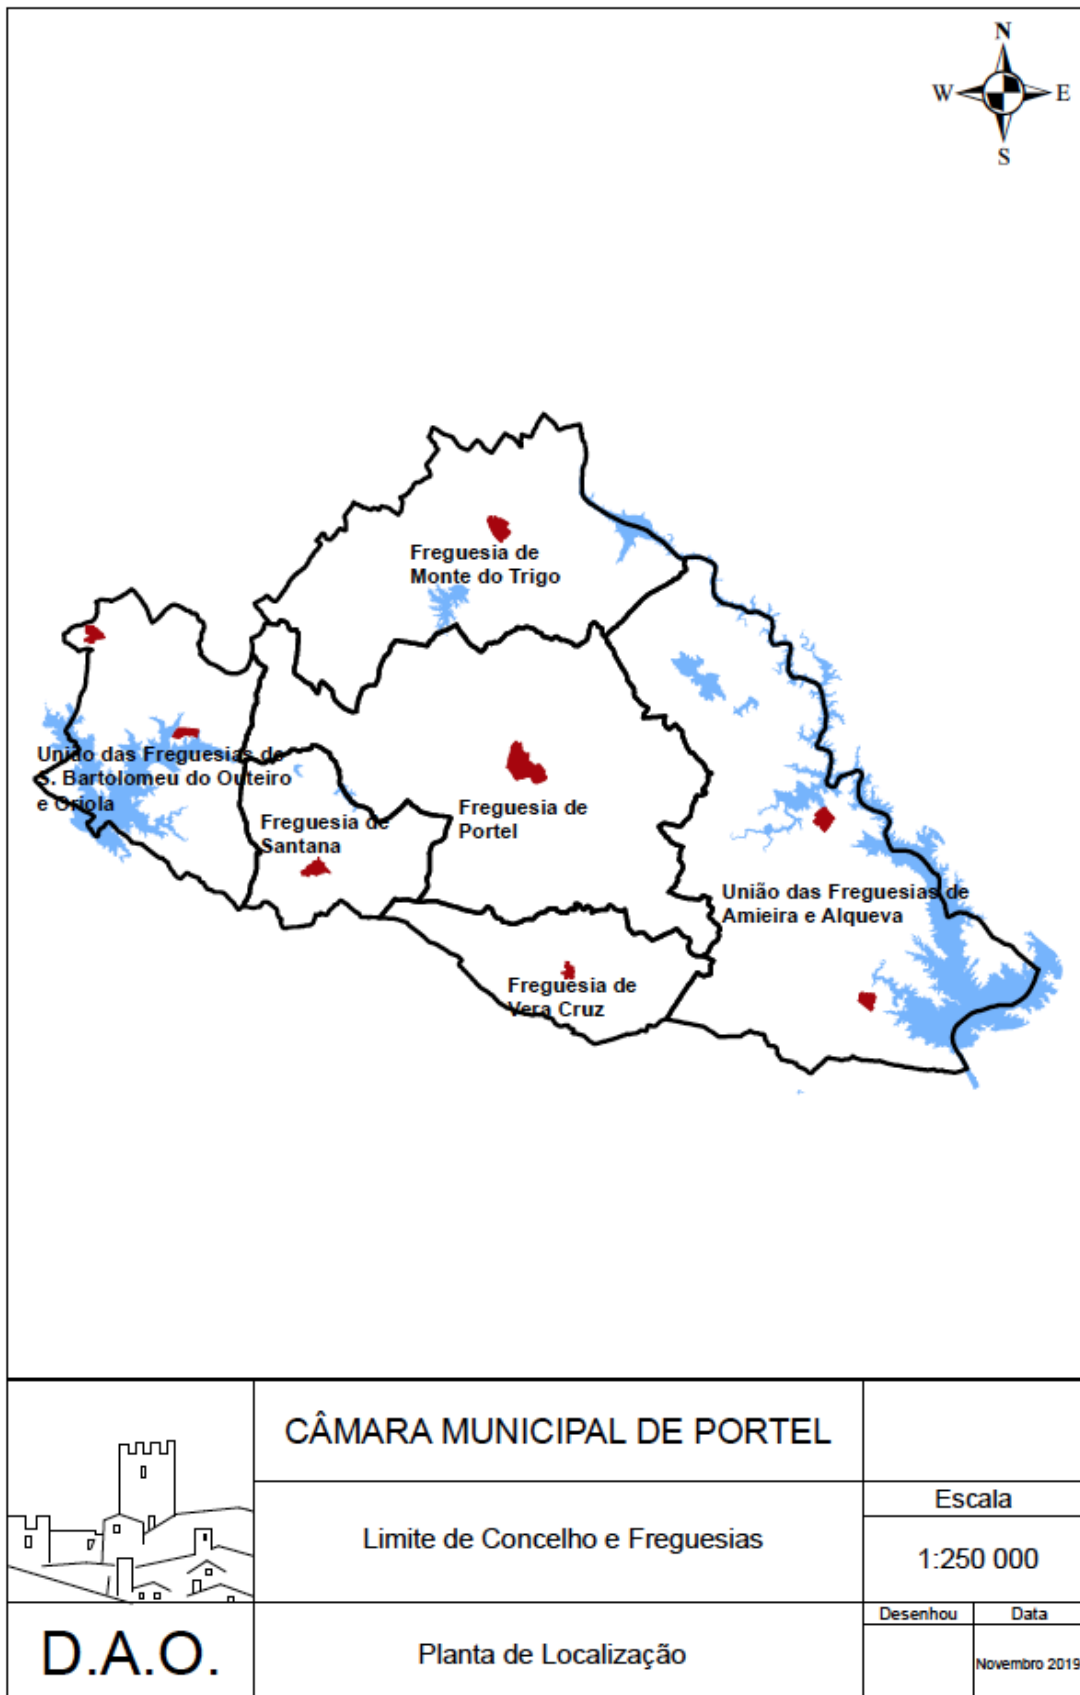 N
W E
S
Freguesia de
Monte do Trigo
União das Freguesias de
S. Bartolomeu do Outeiro
e Oriola
Freguesia de
Santana
Freguesia de
Portel
União das Freguesias de
Amieira e Alqueva
Freguesia de
Vera Cruz
CÂMARA MUNICIPAL DE PORTEL
Limite de Concelho e Freguesias
Escala
1:250 000
D.A.O.
Planta de Localização
Desenhou
Data
Novembro 2019